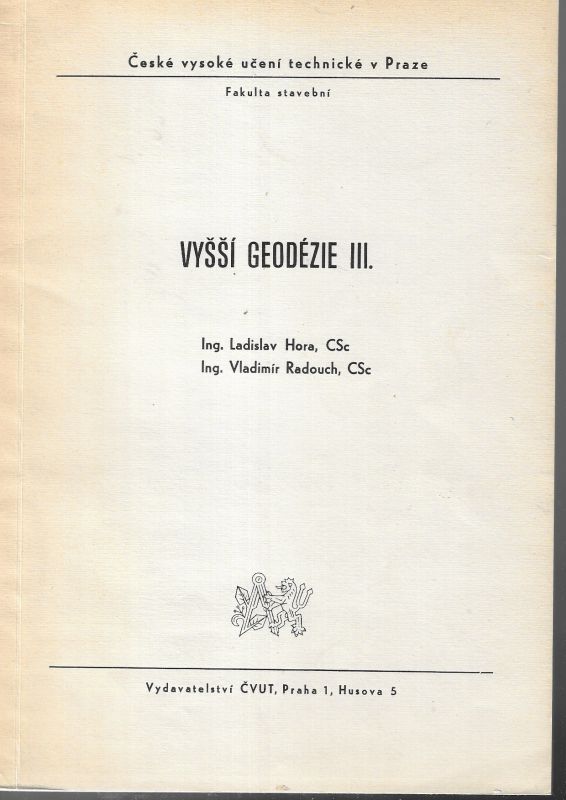 České vysoké učení technické v Praze
Fakulta stavební
VYŠŠÍ GEODÉZIE III.
Ing. Ladislav Hora, CSc
Ing. Vladimír Radouch, CSc
Vydavatelství ČVUT, Praha 1, Husova 5